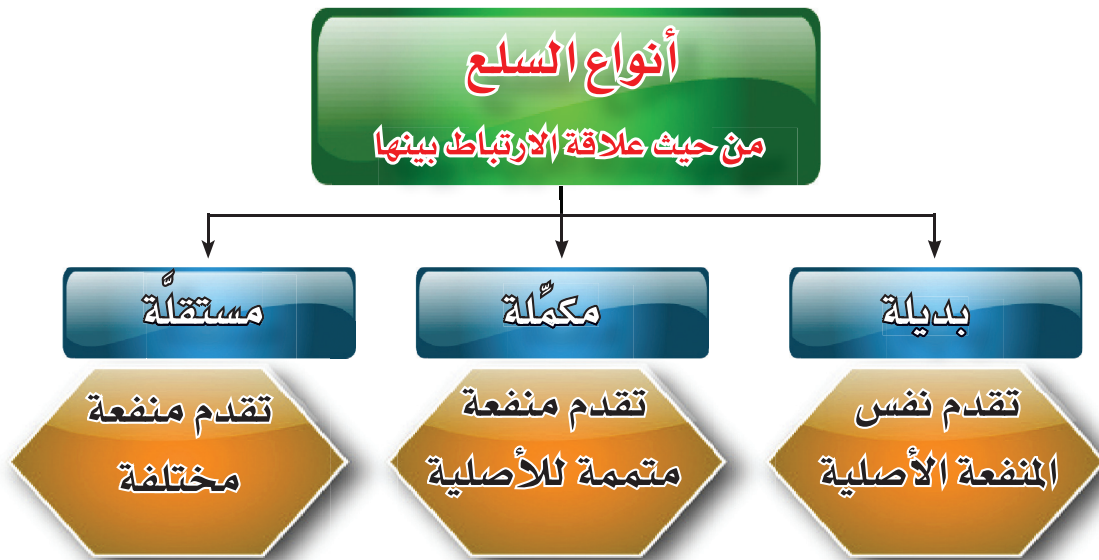 أنواع السلع
من حيث علاقة الارتباط بينها
بديلة
مكمِّلة
مستقلَّة
تقدم نفس
المنفعة الأصلية
تقدم منفعة
متممة للأصلية
تقدم منفعة
مختلفة